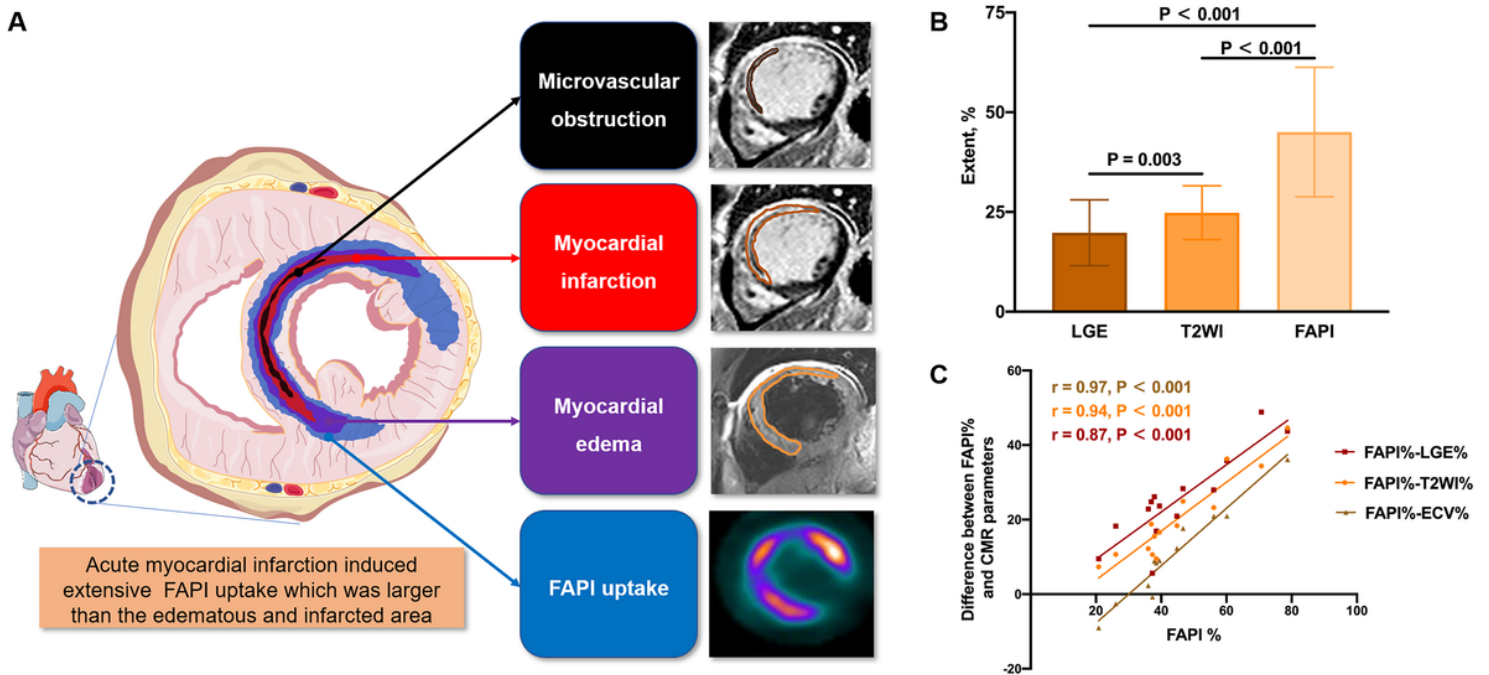 A
Microvascular
obstruction
Myocardial
infarction
Myocardial
edema
FAPI uptake
Acute myocardial infarction induced
extensive FAPI uptake which was larger
than the edematous and infarcted area
B
75
50
25
0
Extent, %
P < 0.001
P < 0.001
P = 0.003
LGE
T2WI
FAPI
C
60
40
20
0
-20
Difference between FAPI%
and CMR parameters
r = 0.97, P < 0.001
r = 0.94, P < 0.001
r = 0.87, P < 0.001
20
40
60
80
100
FAPI %
FAPI%-LGE%
FAPI%-T2WI%
FAPI%-ECV%